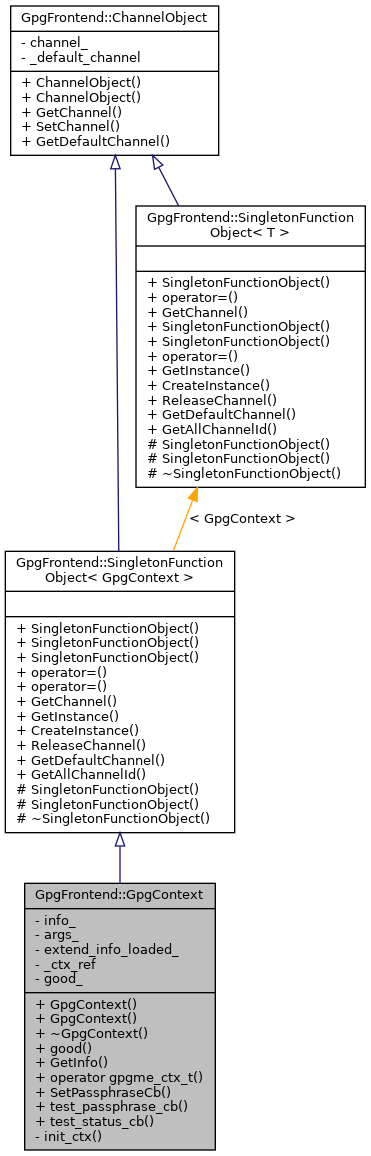 GpgFrontend::ChannelObject
- channel_
- _default_channel
+ ChannelObject()
+ ChannelObject()
+ GetChannel()
+ SetChannel()
+ GetDefaultChannel()
GpgFrontend::SingletonFunction
Object< T >
+ SingletonFunctionObject()
+ operator=()
+ GetChannel()
+ SingletonFunctionObject()
+ SingletonFunctionObject()
+ operator=()
+ GetInstance()
+ CreateInstance()
+ ReleaseChannel()
+ GetDefaultChannel()
+ GetAllChannelId()
# SingletonFunctionObject()
# SingletonFunctionObject()
# ~SingletonFunctionObject()
< GpgContext >
GpgFrontend::SingletonFunction
Object< GpgContext >
+ SingletonFunctionObject()
+ SingletonFunctionObject()
+ SingletonFunctionObject()
+ operator=()
+ operator=()
+ GetChannel()
+ GetInstance()
+ CreateInstance()
+ ReleaseChannel()
+ GetDefaultChannel()
+ GetAllChannelId()
# SingletonFunctionObject()
# SingletonFunctionObject()
# ~SingletonFunctionObject()
GpgFrontend::GpgContext
- info_
- args_
- extend_info_loaded_
- _ctx_ref
- good_
+ GpgContext()
+ GpgContext()
+ ~GpgContext()
+ good()
+ GetInfo()
+ operator gpgme_ctx_t()
+ SetPassphraseCb()
+ test_passphrase_cb()
+ test_status_cb()
- init_ctx()